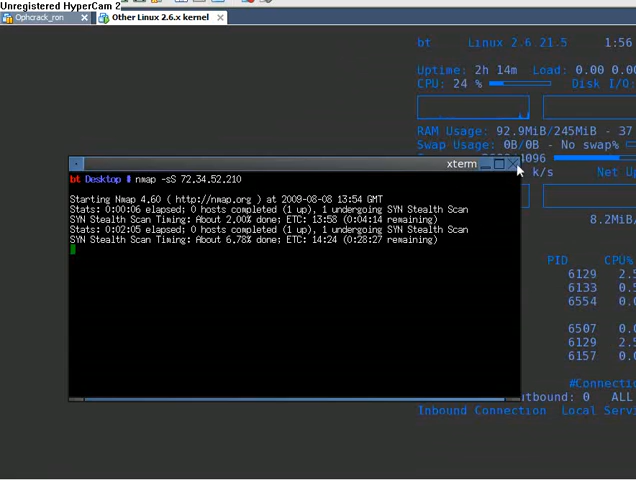 Unregistered HyperCam 2
Ophcrack_ron
Other Linux 2.6.x kernel
bt Linux 2.6 21.5 1:56
Uptime: 2h 14m Load: 0.00 0.00
CPU: 24 % Disk I/O:
RAM Usage: 92.9MiB/245MiB - 37
Swap Usage: 0B/0B - No swap%
4096
xterm
k/s Net Up
bt Desktop # nmap -sS 72.34.52.210
Starting Nmap 4.60 ( http://nmap.org ) at 2009-08-08 13:54 GMT
Stats: 0:00:06 elapsed; 0 hosts completed (1 up), 1 undergoing SYN Stealth Scan
SYN Stealth Scan Timing: About 2.00% done; ETC: 13:58 (0:04:14 remaining)
Stats: 0:02:05 elapsed; 0 hosts completed (1 up), 1 undergoing SYN Stealth Scan
SYN Stealth Scan Timing: About 6.78% done; ETC: 14:24 (0:28:27 remaining)
8.2MiB
PID CPU%
6129 2.5
6133 0.5
6554 0.0
6507 0.0
6129 2.5
6157 0.0
#Connectio
tbound: 0 ALL
Inbound Connection Local Servi